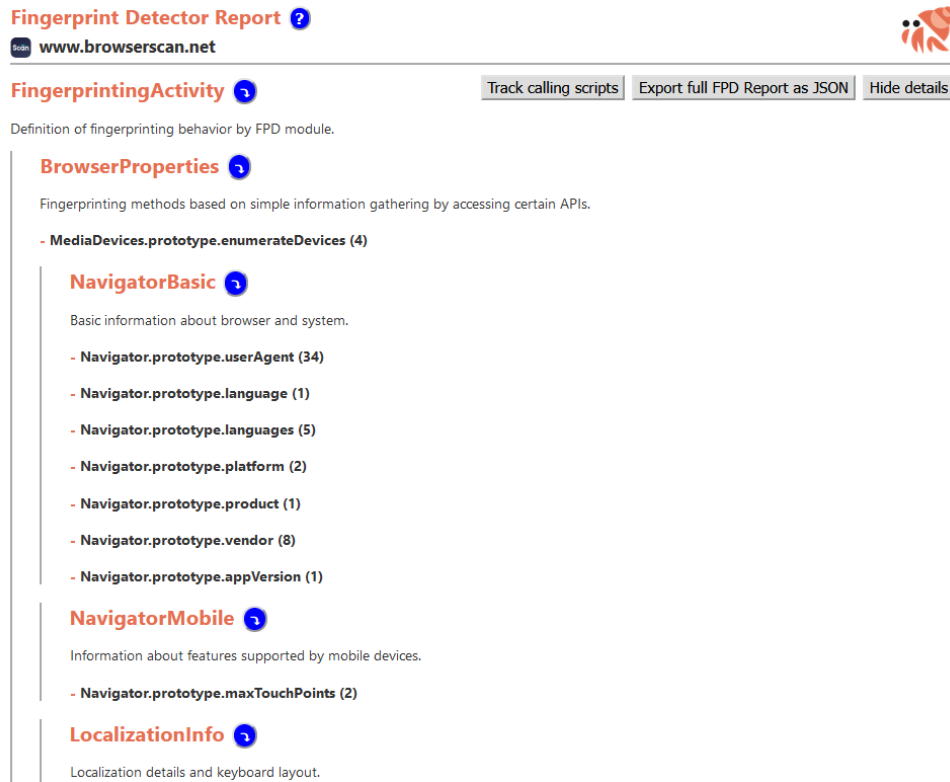 Fingerprint Detector Report ?
Scan www.browserscan.net
FingerprintingActivity
Track calling scripts Export full FPD Report as JSON Hide details
Definition of fingerprinting behavior by FPD module.
BrowserProperties
Fingerprinting methods based on simple information gathering by accessing certain APIs.
- MediaDevices.prototype.enumerateDevices (4)
NavigatorBasic
Basic information about browser and system.
- Navigator.prototype.userAgent (34)
- Navigator.prototype.language (1)
- Navigator.prototype.languages (5)
- Navigator.prototype.platform (2)
- Navigator.prototype.product (1)
- Navigator.prototype.vendor (8)
- Navigator.prototype.appVersion (1)
NavigatorMobile
Information about features supported by mobile devices.
- Navigator.prototype.maxTouchPoints (2)
LocalizationInfo
Localization details and keyboard layout.